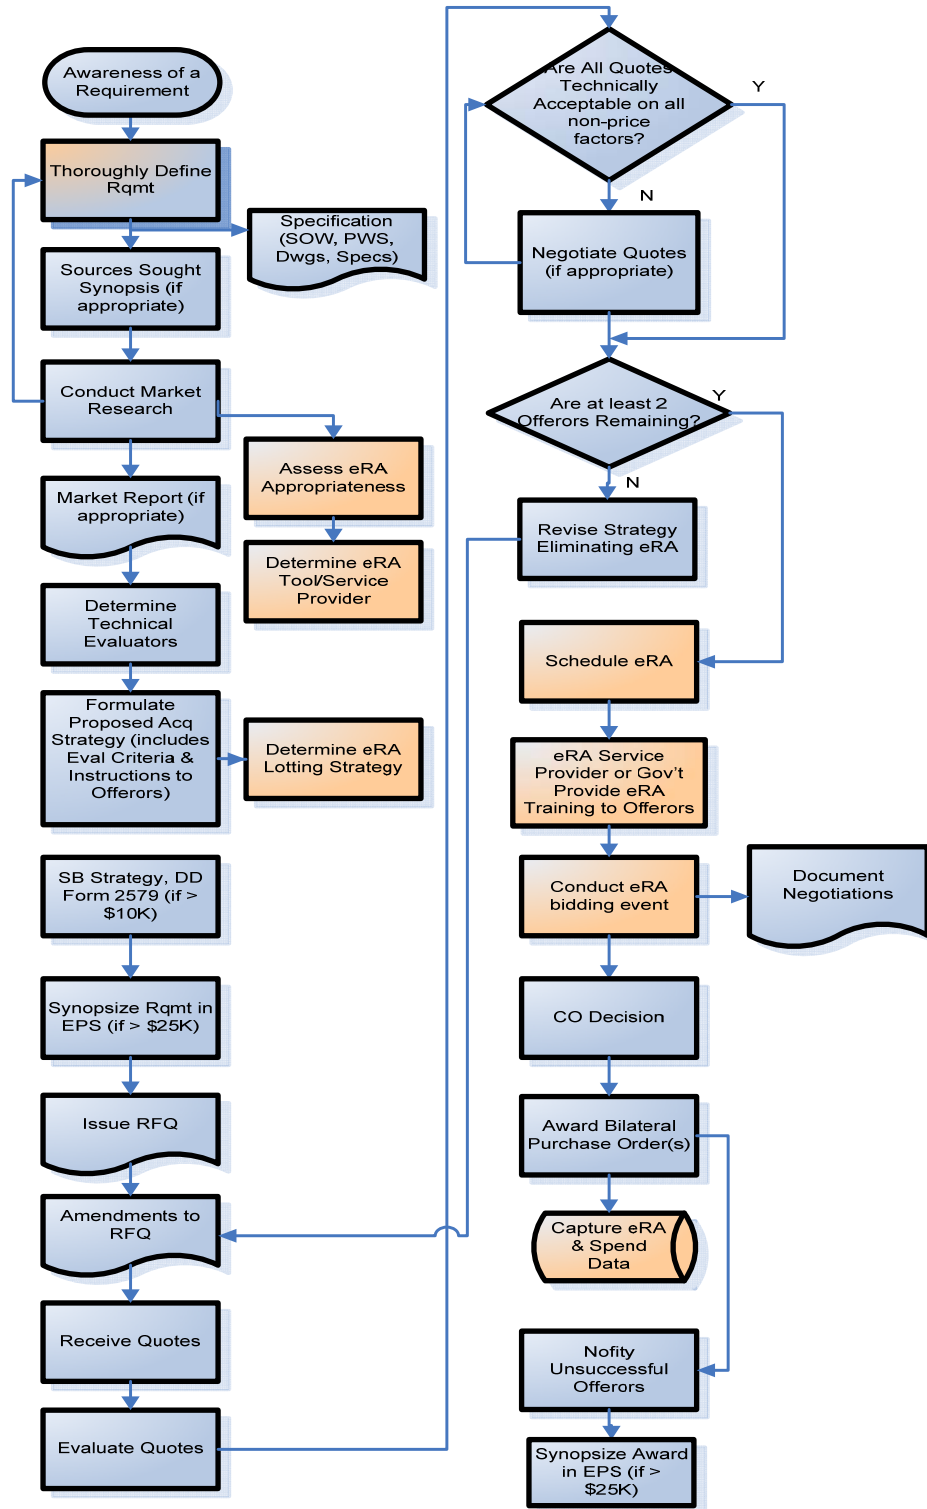 Awareness of a
Requirement
Thoroughly Define
Rqmt
Specification
(SOW, PWS,
Dwgs, Specs)
Sources Sought
Synopsis (if
appropriate)
Conduct Market
Research
Assess eRA
Appropriateness
Market Report (if
appropriate)
Determine eRA
Tool/Service
Provider
Determine
Technical
Evaluators
Formulate
Proposed Acq
Strategy (includes
Eval Criteria &
Instructions to
Offerors)
Determine eRA
Lotting Strategy
SB Strategy, DD
Form 2579 (if >
$10K)
Synopsize Rqmt in
EPS (if > $25K)
Issue RFQ
Amendments to
RFQ
Receive Quotes
Evaluate Quotes
Are All Quotes
Technically
Acceptable on all
non-price
factors?
Y
N
Negotiate Quotes
(if appropriate)
Are at least 2
Offerors Remaining?
Y
N
Revise Strategy
Eliminating eRA
Schedule eRA
eRA Service
Provider or Gov't
Provide eRA
Training to Offerors
Conduct eRA
bidding event
Document
Negotiations
CO Decision
Award Bilateral
Purchase Order(s)
Capture eRA
& Spend
Data
Nofity
Unsuccessful
Offerors
Synopsize Award
in EPS (if >
$25K)